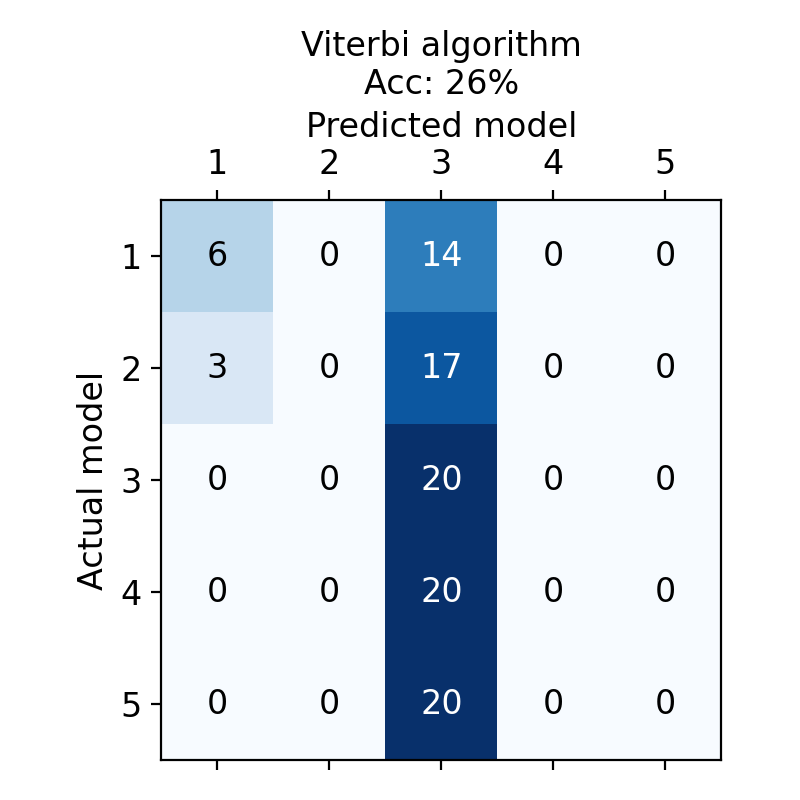 Viterbi algorithm
Acc: 26%
Predicted model
1 2 3 4 5
Actual model
1 6 0 14 0 0
2 3 0 17 0 0
3 0 0 20 0 0
4 0 0 20 0 0
5 0 0 20 0 0